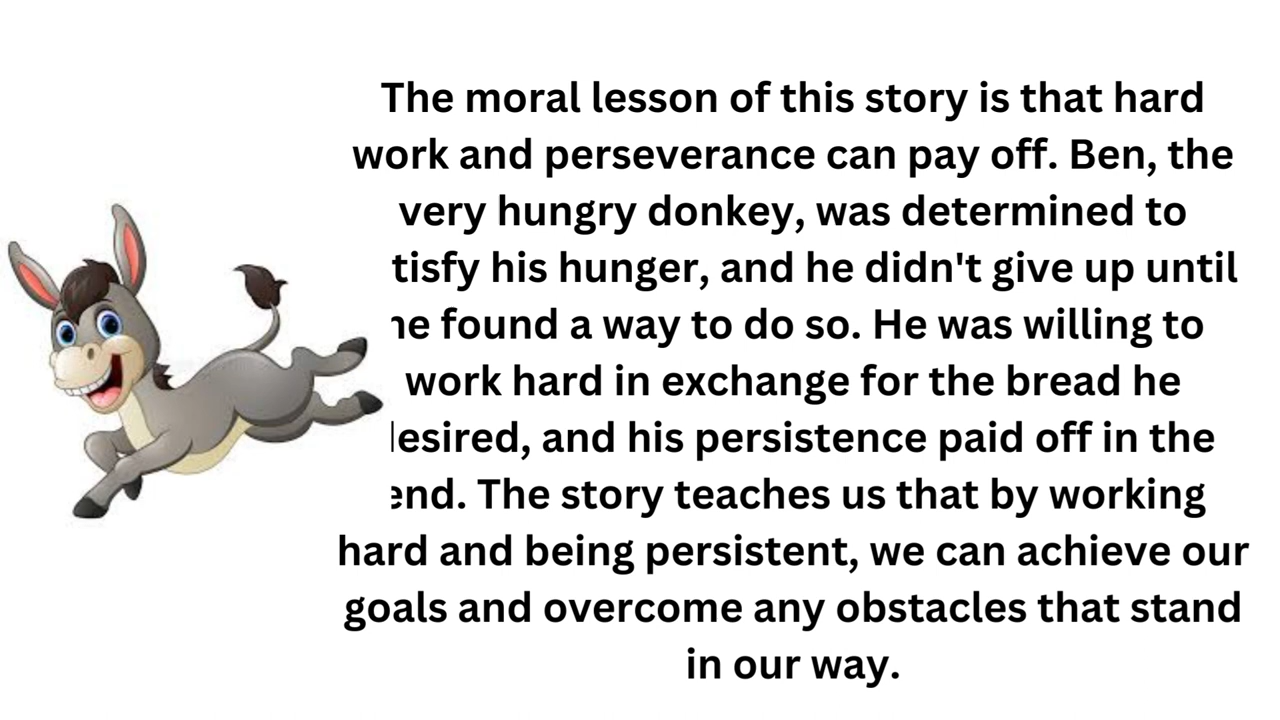 The moral lesson of this story is that hard
work and perseverance can pay off. Ben, the
very hungry donkey, was determined to
tisfy his hunger, and he didn't give up until
he found a way to do so. He was willing to
work hard in exchange for the bread he
desired, and his persistence paid off in the
end. The story teaches us that by working
hard and being persistent, we can achieve our
goals and overcome any obstacles that stand
in our way.